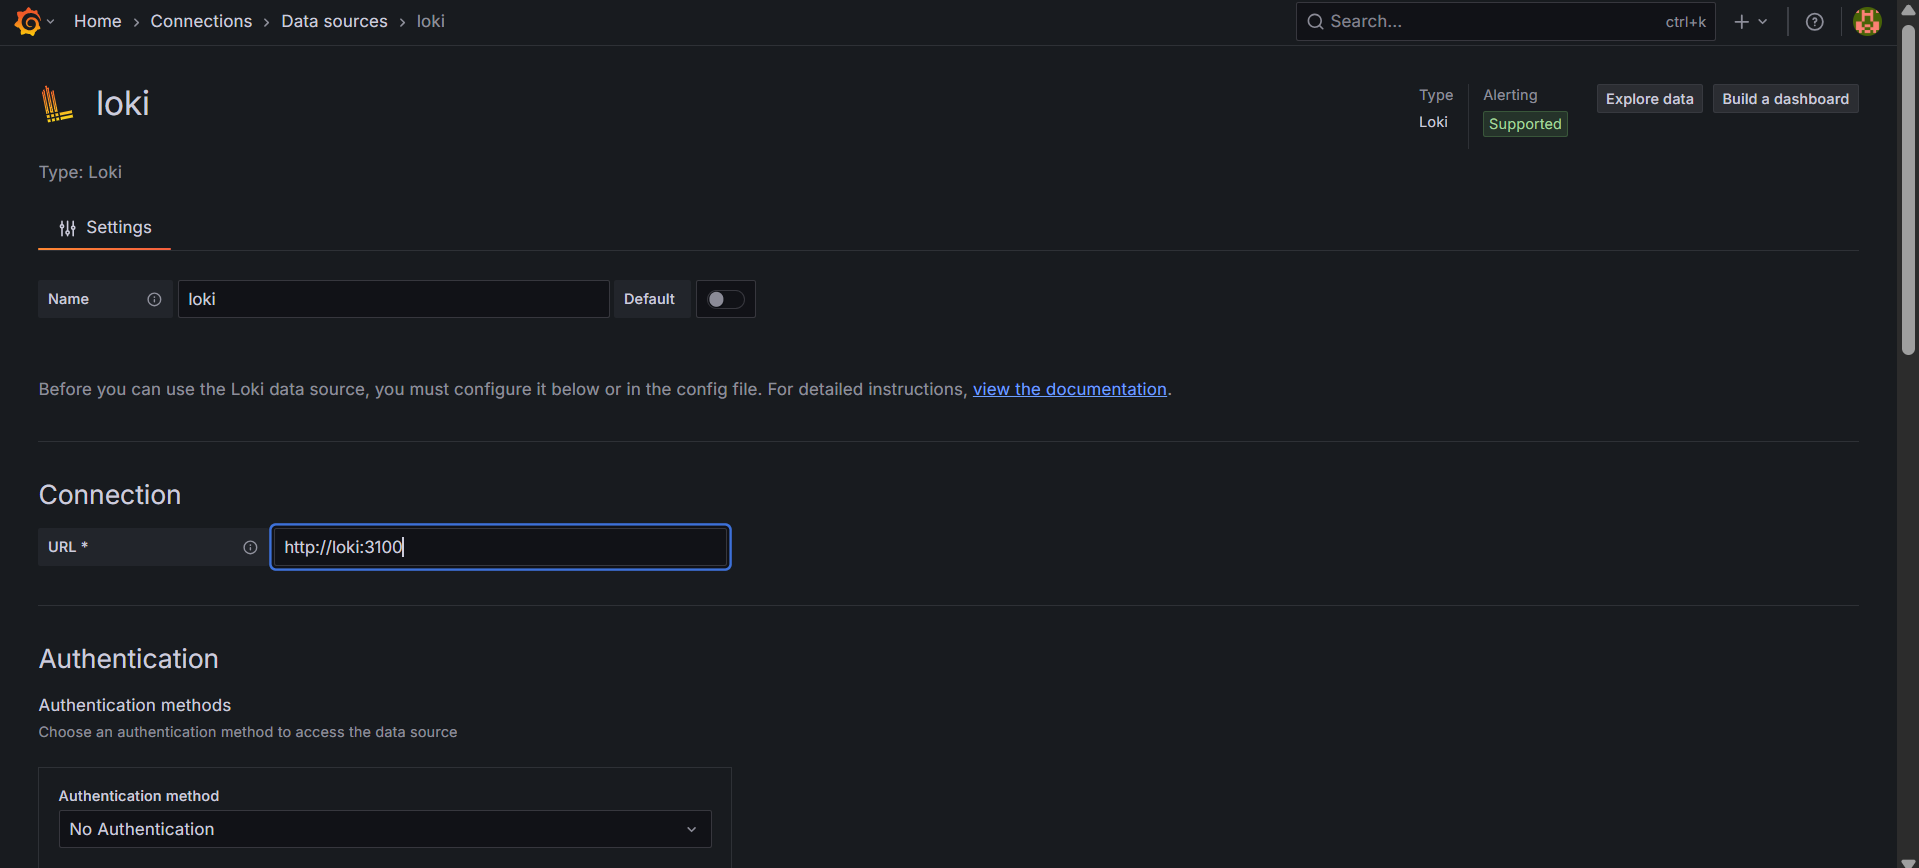 Home › Connections › Data sources › loki
Search... ctrl+k
loki
Type
Loki
Alerting
Supported
Explore data
Build a dashboard
Type: Loki
Settings
Name
loki
Default
Before you can use the Loki data source, you must configure it below or in the config file. For detailed instructions, view the documentation.
Connection
URL *
http://loki:3100
Authentication
Authentication methods
Choose an authentication method to access the data source
Authentication method
No Authentication